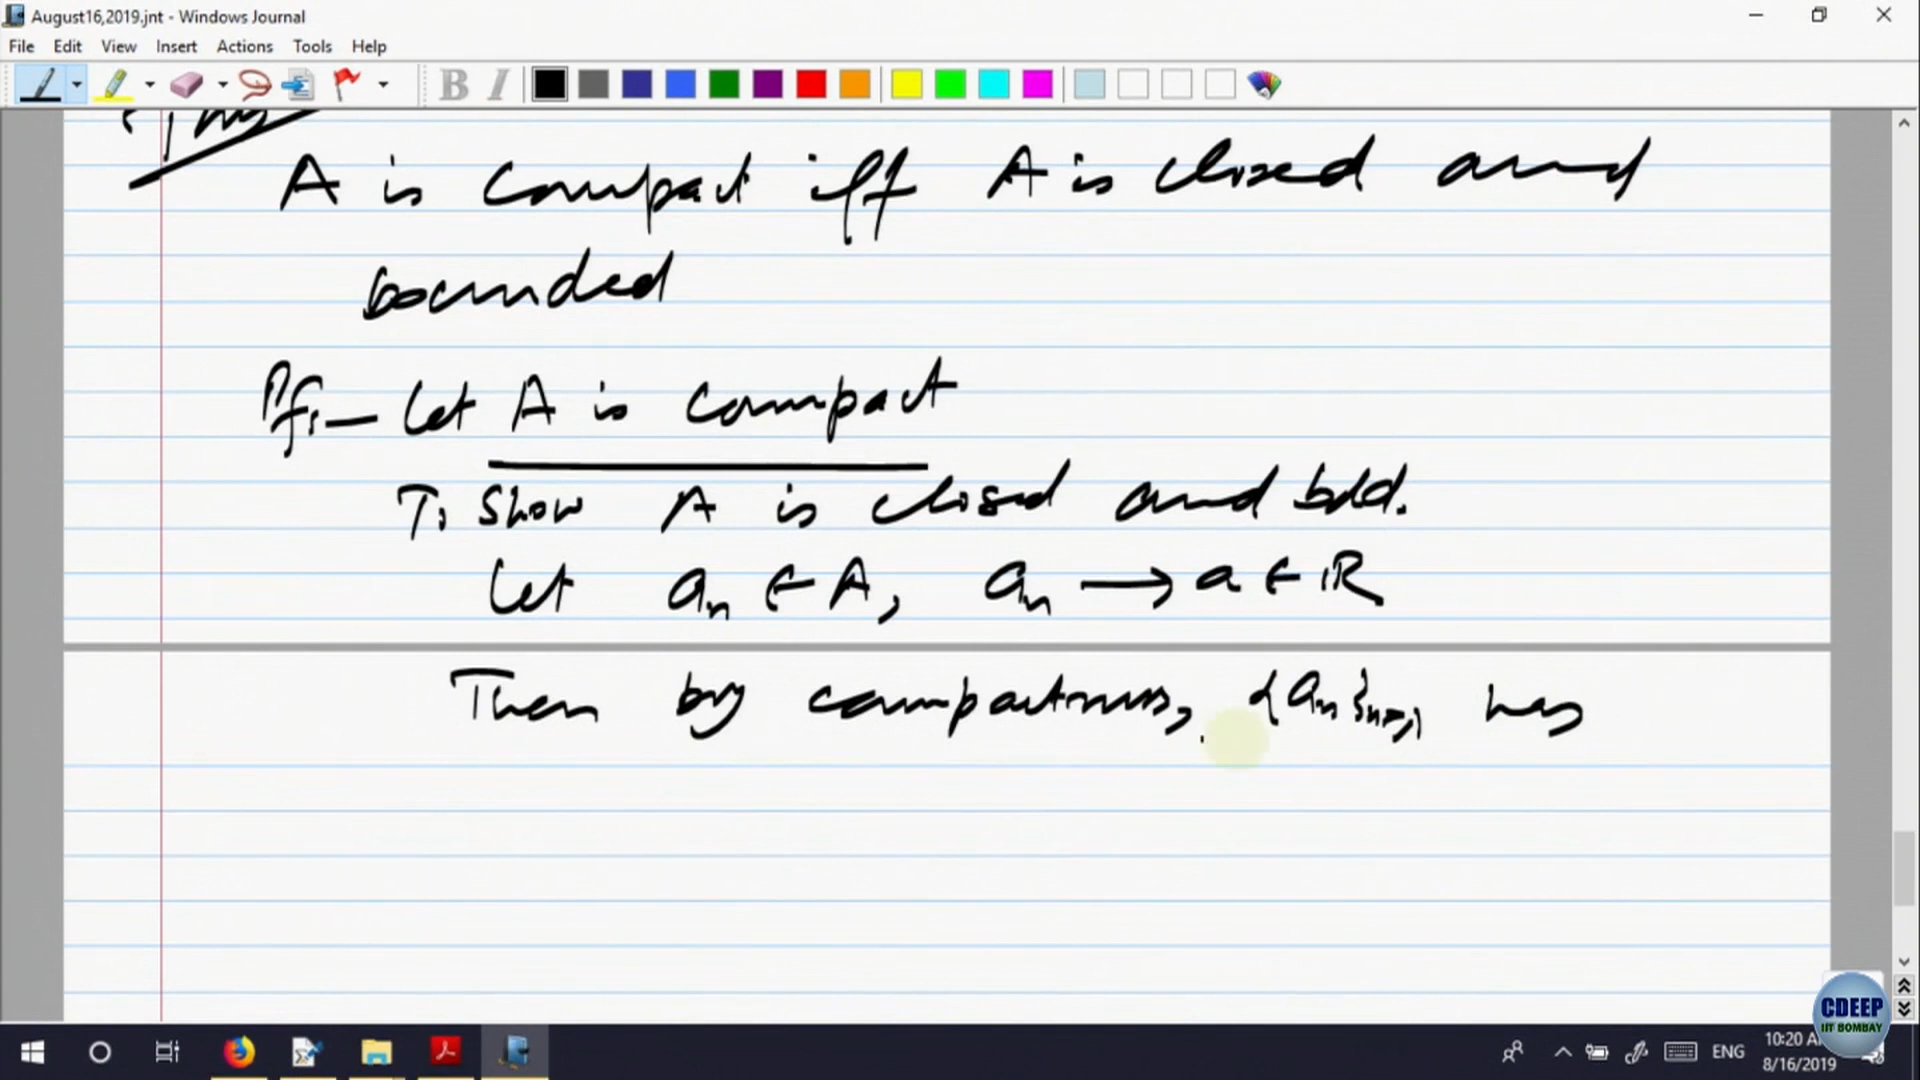 August16,2019.jnt - Windows Journal
File Edit View Insert Actions Tools Help
B I
A is compact iff A is closed and
bounded
Pf:- Let A is compact
T. Show A is closed and bdd.
Let aₙ ∈ A, aₙ → a ∈ ℝ
Then by compactness, {aₙ}ₙ≥₁ has
CDEEP
IIT BOMBAY
ENG
10:20 A
8/16/2019